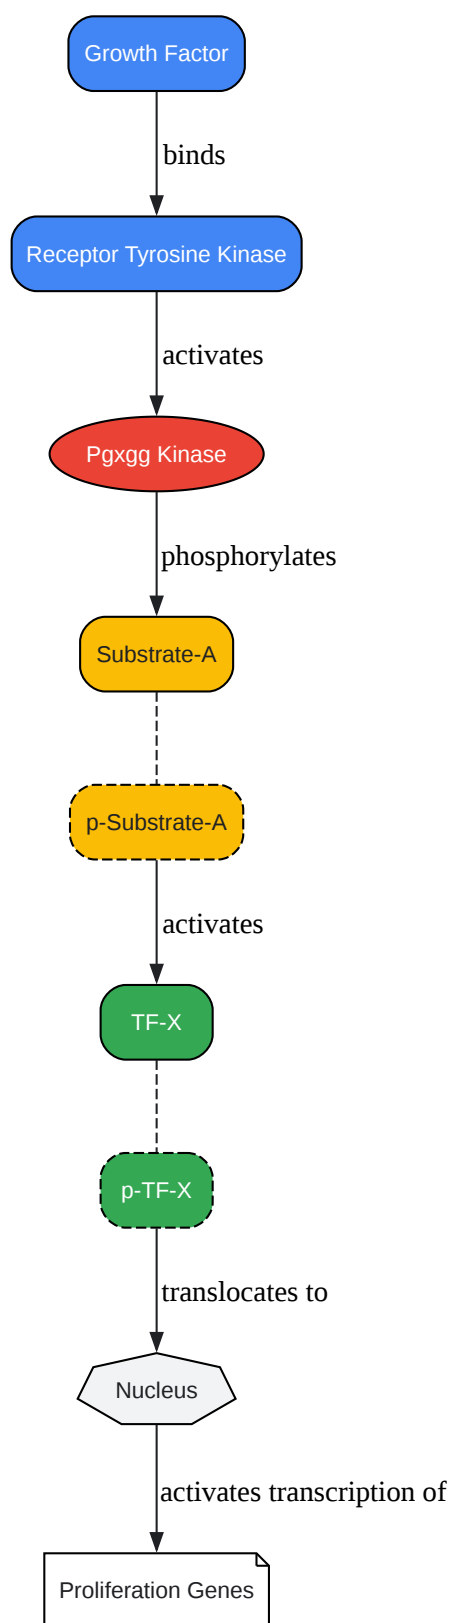 Growth Factor
binds
Receptor Tyrosine Kinase
activates
Pgxgg Kinase
phosphorylates
Substrate-A
p-Substrate-A
activates
TF-X
p-TF-X
translocates to
Nucleus
activates transcription of
Proliferation Genes